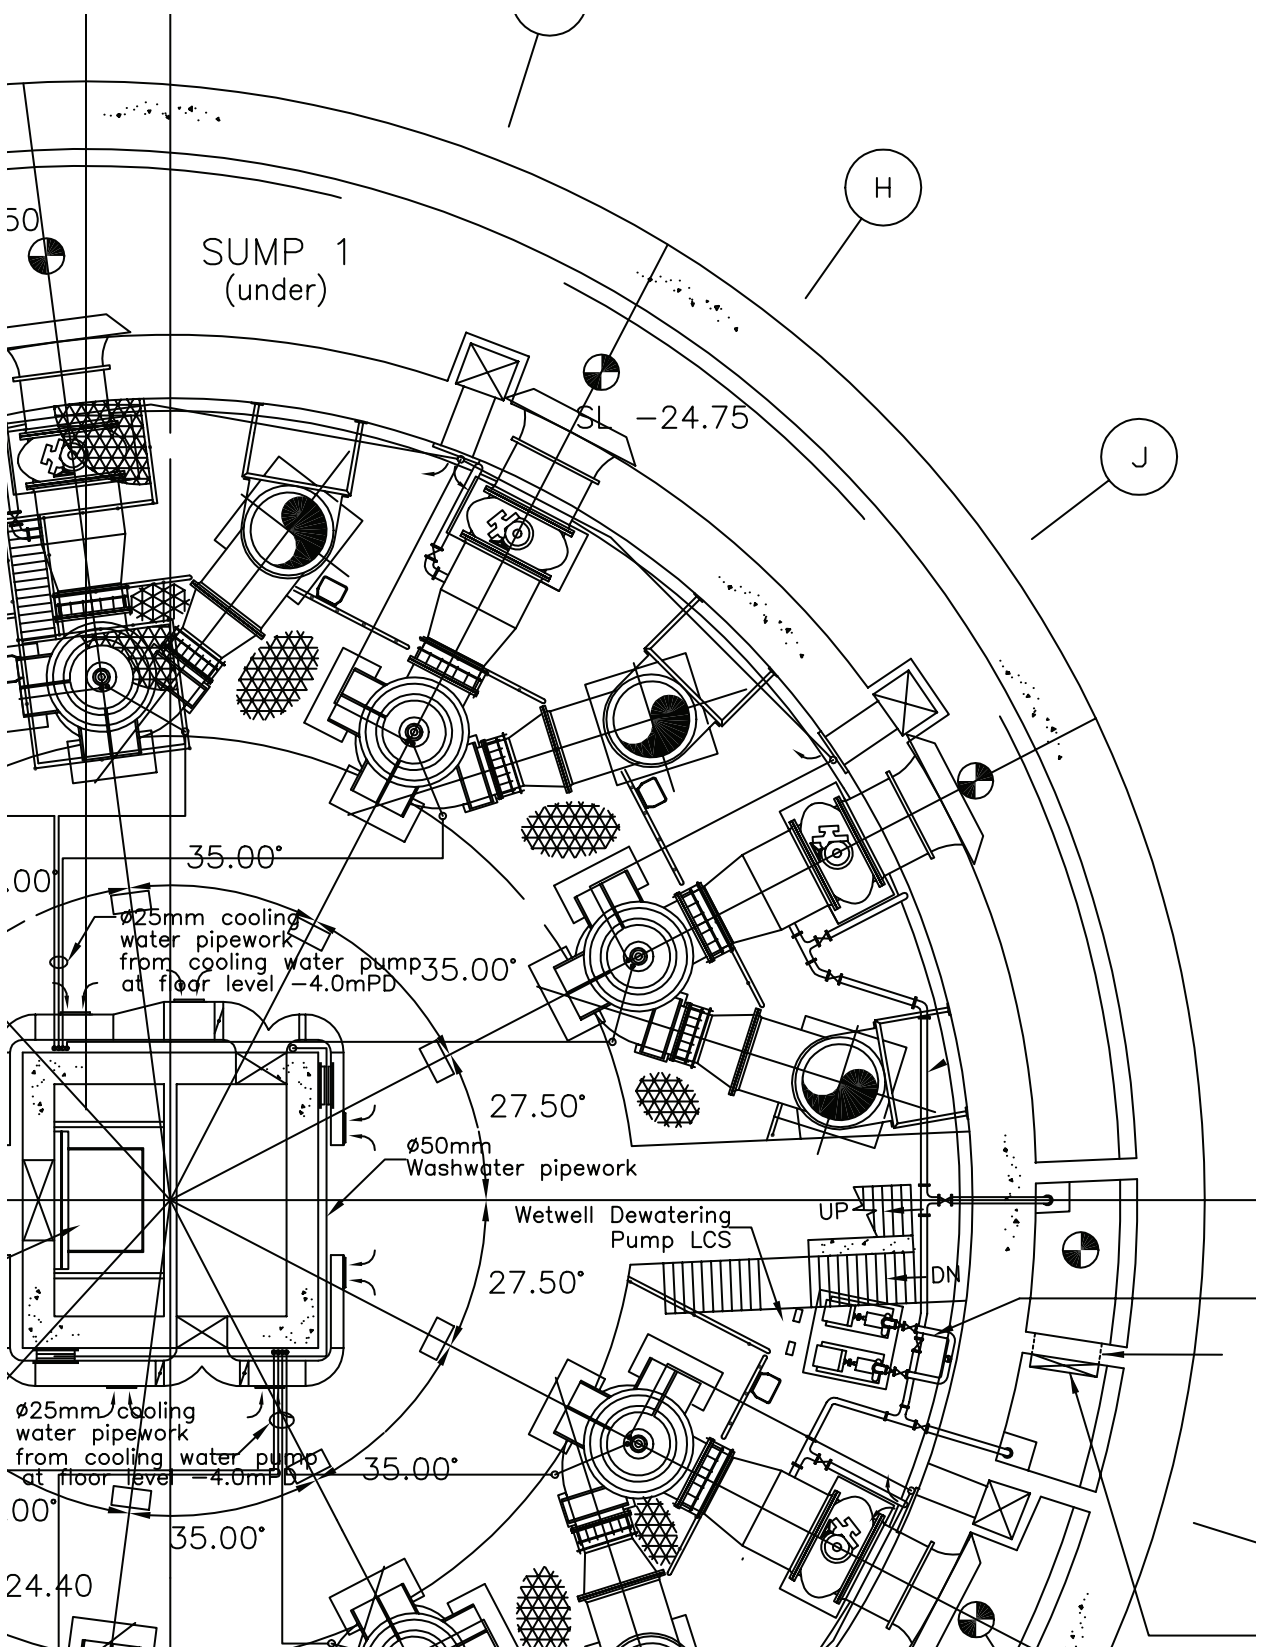 H
50
SUMP 1
(under)
SL -24.75
J
35.00°
.00°
ø25mm cooling
water pipework
from cooling water pump
at floor level -4.0mPD
35.00°
27.50°
ø50mm
Washwater pipework
UP
Wetwell Dewatering
Pump LCS
DN
27.50°
ø25mm cooling
water pipework
from cooling water pump
at floor level -4.0mPD
35.00°
00°
35.00°
24.40